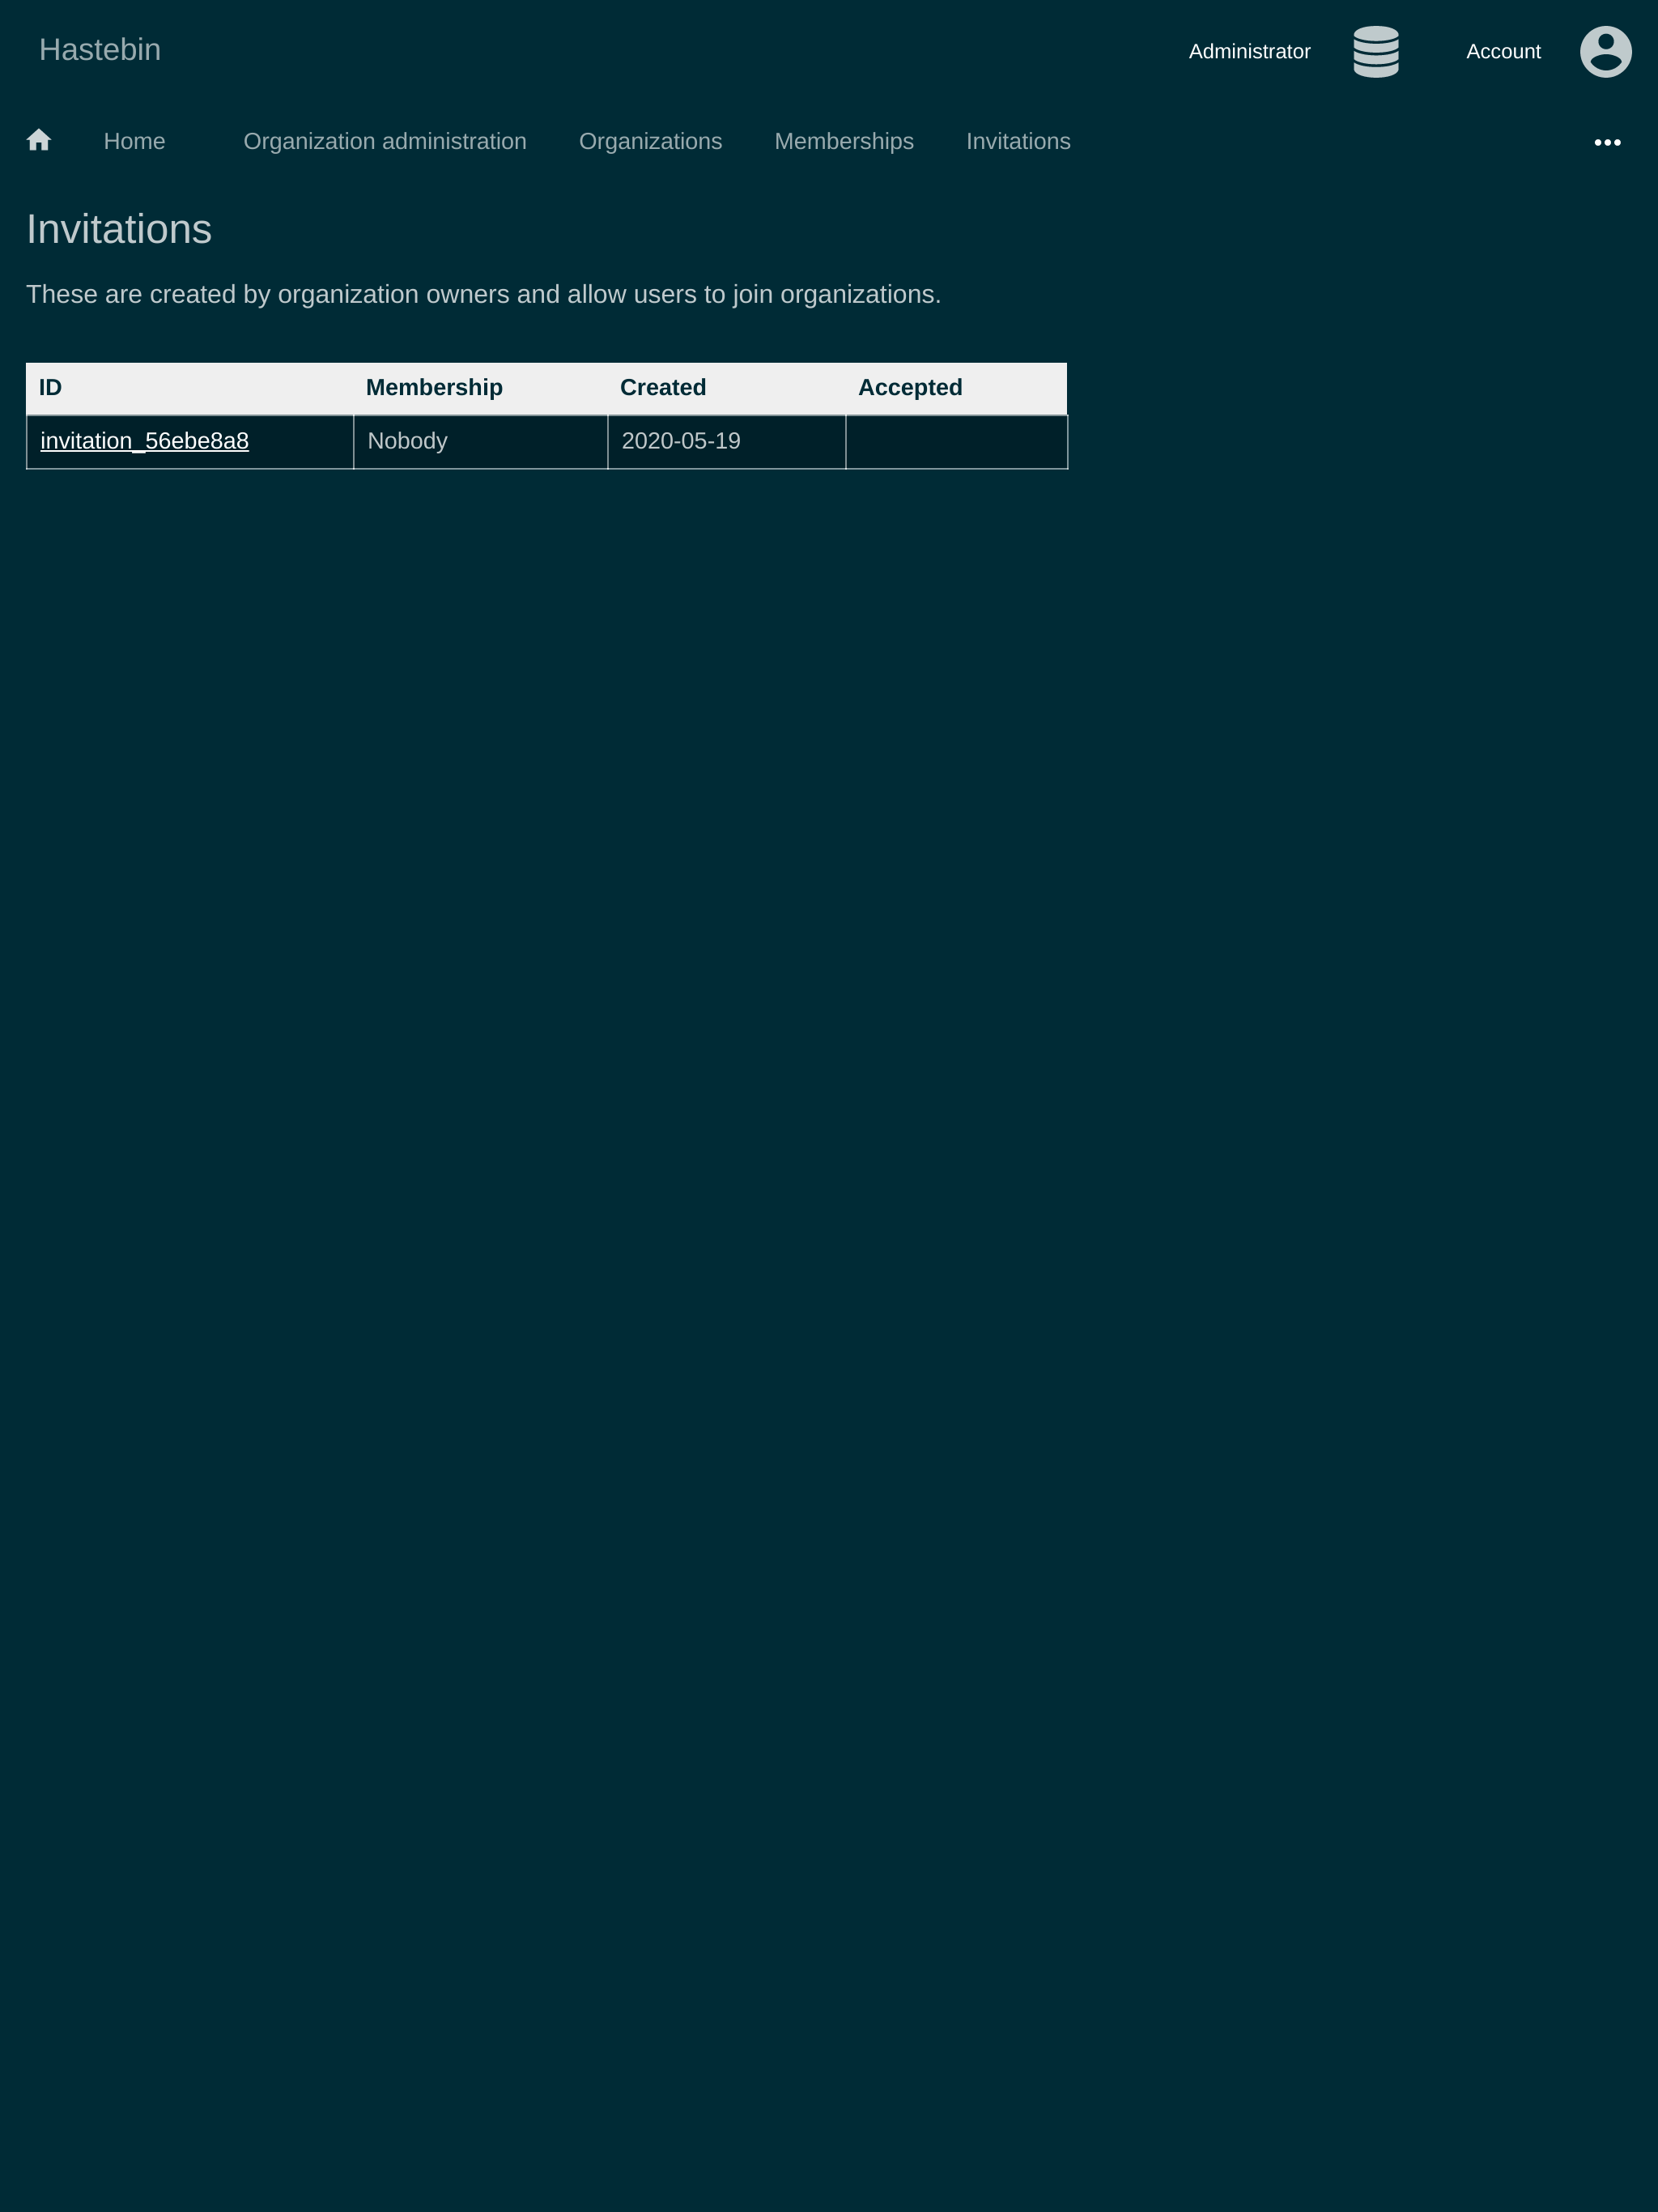 Hastebin
Administrator
Account
Home
Organization administration
Organizations
Memberships
Invitations
Invitations
These are created by organization owners and allow users to join organizations.
ID Membership Created Accepted
invitation_56ebe8a8 Nobody 2020-05-19